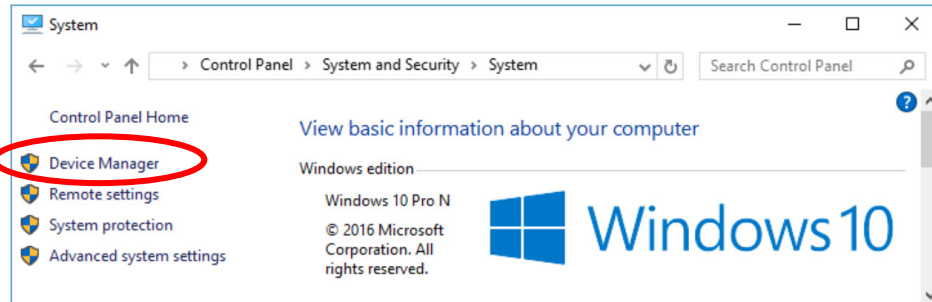 System
Control Panel > System and Security > System
Search Control Panel
?
Control Panel Home
View basic information about your computer
Device Manager
Windows edition
Remote settings
Windows 10 Pro N
System protection
© 2016 Microsoft
Corporation. All
rights reserved.
Advanced system settings
Windows 10